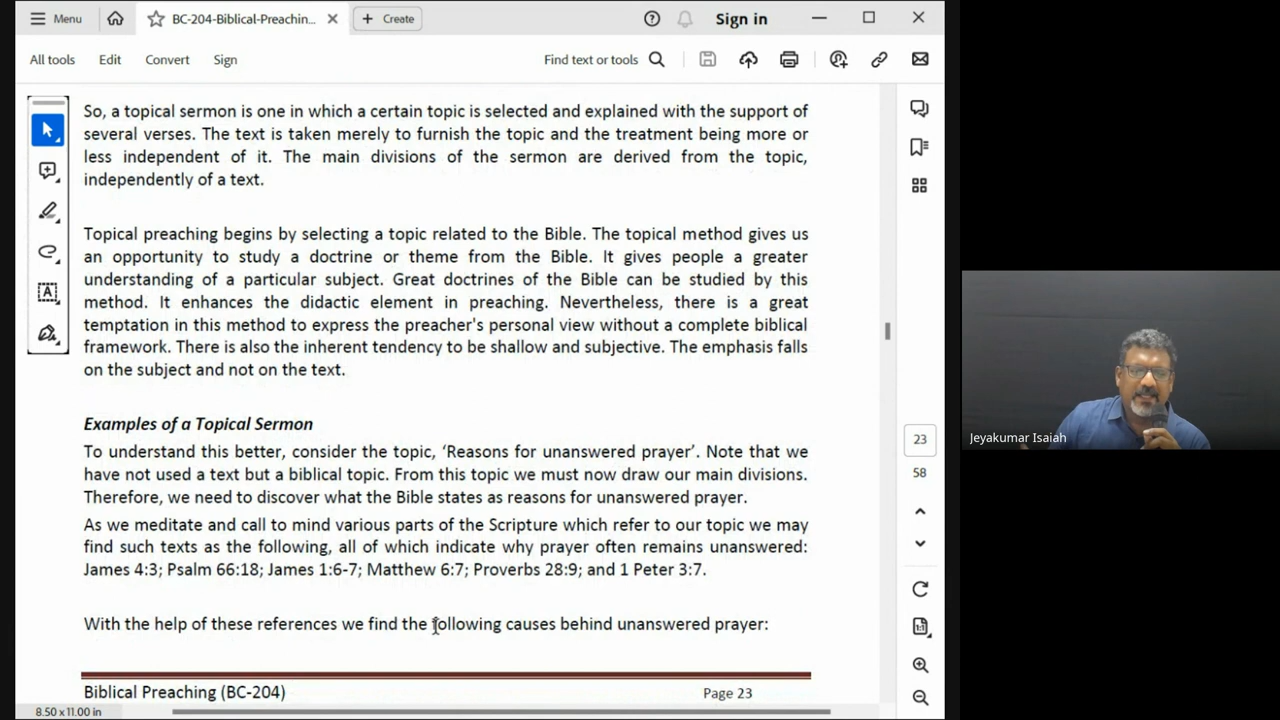 Menu
BC-204-Biblical-Preachin...
Create
Sign in
All tools
Edit
Convert
Sign
Find text or tools
So, a topical sermon is one in which a certain topic is selected and explained with the support of
several verses. The text is taken merely to furnish the topic and the treatment being more or
less independent of it. The main divisions of the sermon are derived from the topic,
independently of a text.
Topical preaching begins by selecting a topic related to the Bible. The topical method gives us
an opportunity to study a doctrine or theme from the Bible. It gives people a greater
understanding of a particular subject. Great doctrines of the Bible can be studied by this
method. It enhances the didactic element in preaching. Nevertheless, there is a great
temptation in this method to express the preacher's personal view without a complete biblical
framework. There is also the inherent tendency to be shallow and subjective. The emphasis falls
on the subject and not on the text.
Examples of a Topical Sermon
To understand this better, consider the topic, ‘Reasons for unanswered prayer’. Note that we
have not used a text but a biblical topic. From this topic we must now draw our main divisions.
Therefore, we need to discover what the Bible states as reasons for unanswered prayer.
As we meditate and call to mind various parts of the Scripture which refer to our topic we may
find such texts as the following, all of which indicate why prayer often remains unanswered:
James 4:3; Psalm 66:18; James 1:6-7; Matthew 6:7; Proverbs 28:9; and 1 Peter 3:7.
With the help of these references we find the following causes behind unanswered prayer:
Biblical Preaching (BC-204)
Page 23
8.50 x 11.00 in
23
58
Jeyakumar Isaiah